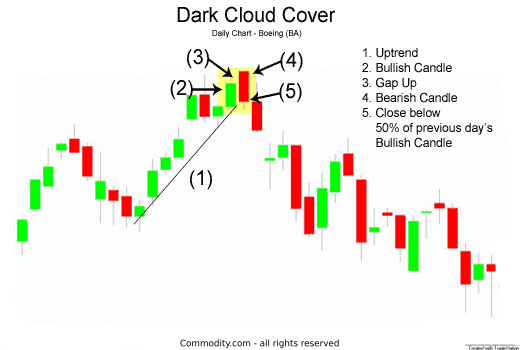 Dark Cloud Cover
Daily Chart - Boeing (BA)
(3)
(4)
(2)
(5)
(1)
1. Uptrend
2. Bullish Candle
3. Gap Up
4. Bearish Candle
5. Close below
50% of previous day's
Bullish Candle
Commodity.com - all rights reserved
Created with TradeStation